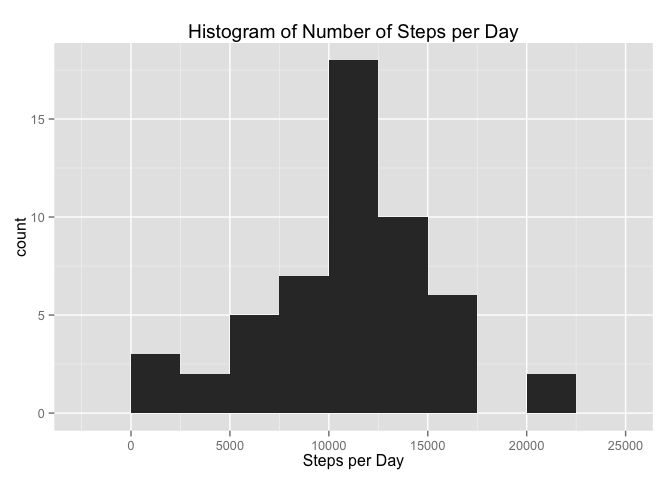 Histogram of Number of Steps per Day
count
15
10
5
0
0 5000 10000 15000 20000 25000
Steps per Day